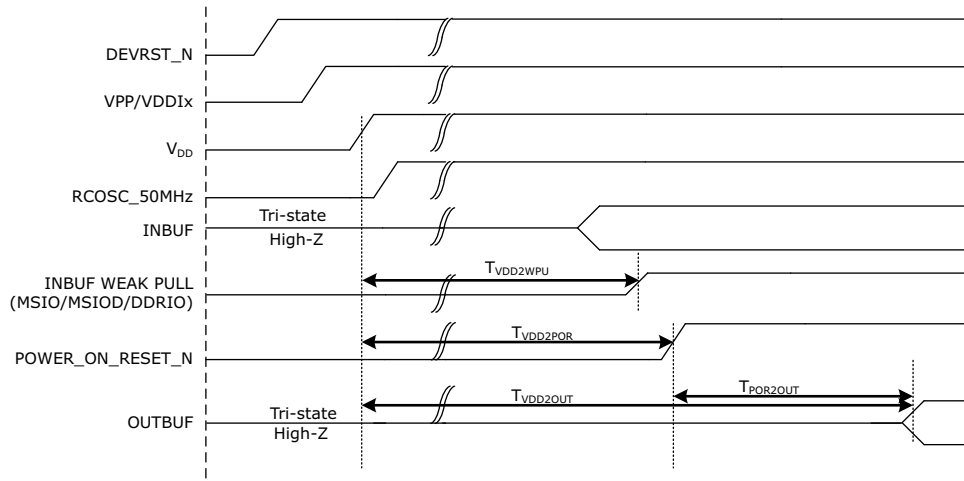 DEVRST_N
VPP/VDDIx
VDD
RCOSC_50MHz
Tri-state
INBUF
High-Z
TVDD2WPU
INBUF WEAK PULL
(MSIO/MSIOD/DDRIO)
TVDD2POR
POWER_ON_RESET_N
TPOR2OUT
TVDD2OUT
Tri-state
OUTBUF
High-Z